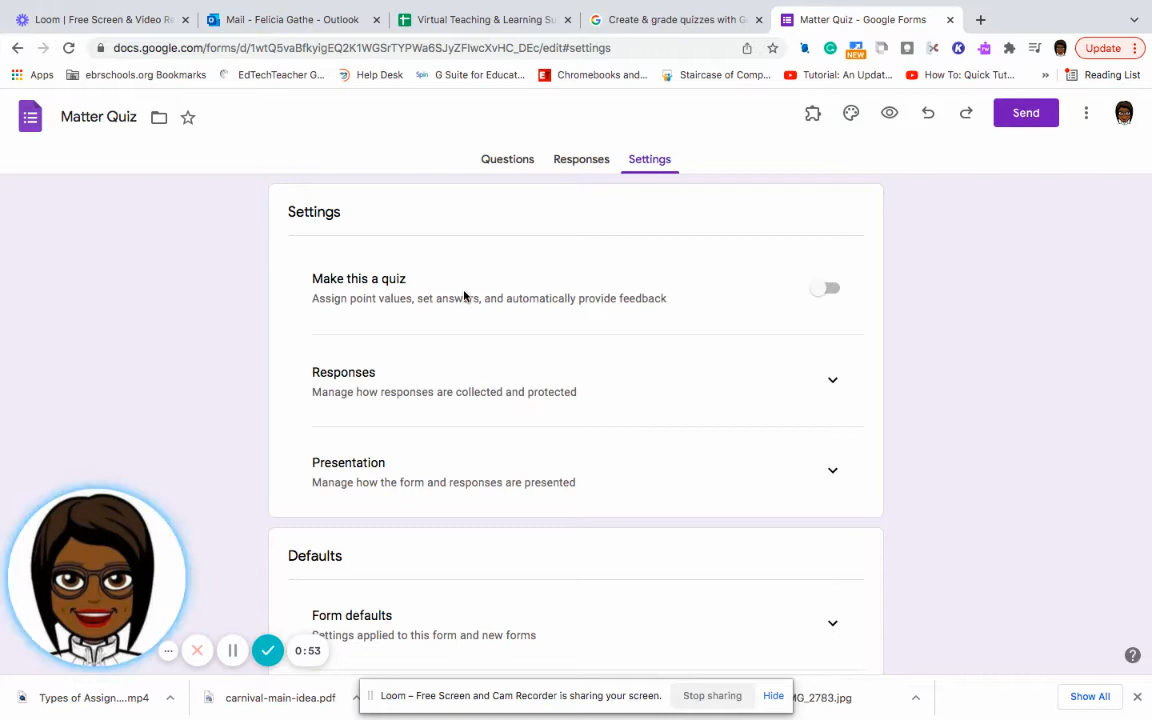 Loom | Free Screen & Video Re
Mail - Felicia Gathe - Outlook
Virtual Teaching & Learning Su
Create & grade quizzes with G
Matter Quiz - Google Forms
docs.google.com/forms/d/1wtQ5vaBfkyigEQ2K1WGSrTYPWa6SJyZFlwcXvHC_DEc/edit#settings
NEW
Update
Apps
ebrschools.org Bookmarks
EdTechTeacher G...
Help Desk
Spin
G Suite for Educat...
Chromebooks and...
Staircase of Comp...
Tutorial: An Updat...
How To: Quick Tut...
»
Reading List
Matter Quiz
Send
Questions
Responses
Settings
Settings
Make this a quiz
Assign point values, set answers, and automatically provide feedback
Responses
Manage how responses are collected and protected
Presentation
Manage how the form and responses are presented
Defaults
Form defaults
Settings applied to this form and new forms
0:53
Types of Assign....mp4
carnival-main-idea.pdf
Loom – Free Screen and Cam Recorder is sharing your screen.
Stop sharing
Hide
MG_2783.jpg
Show All